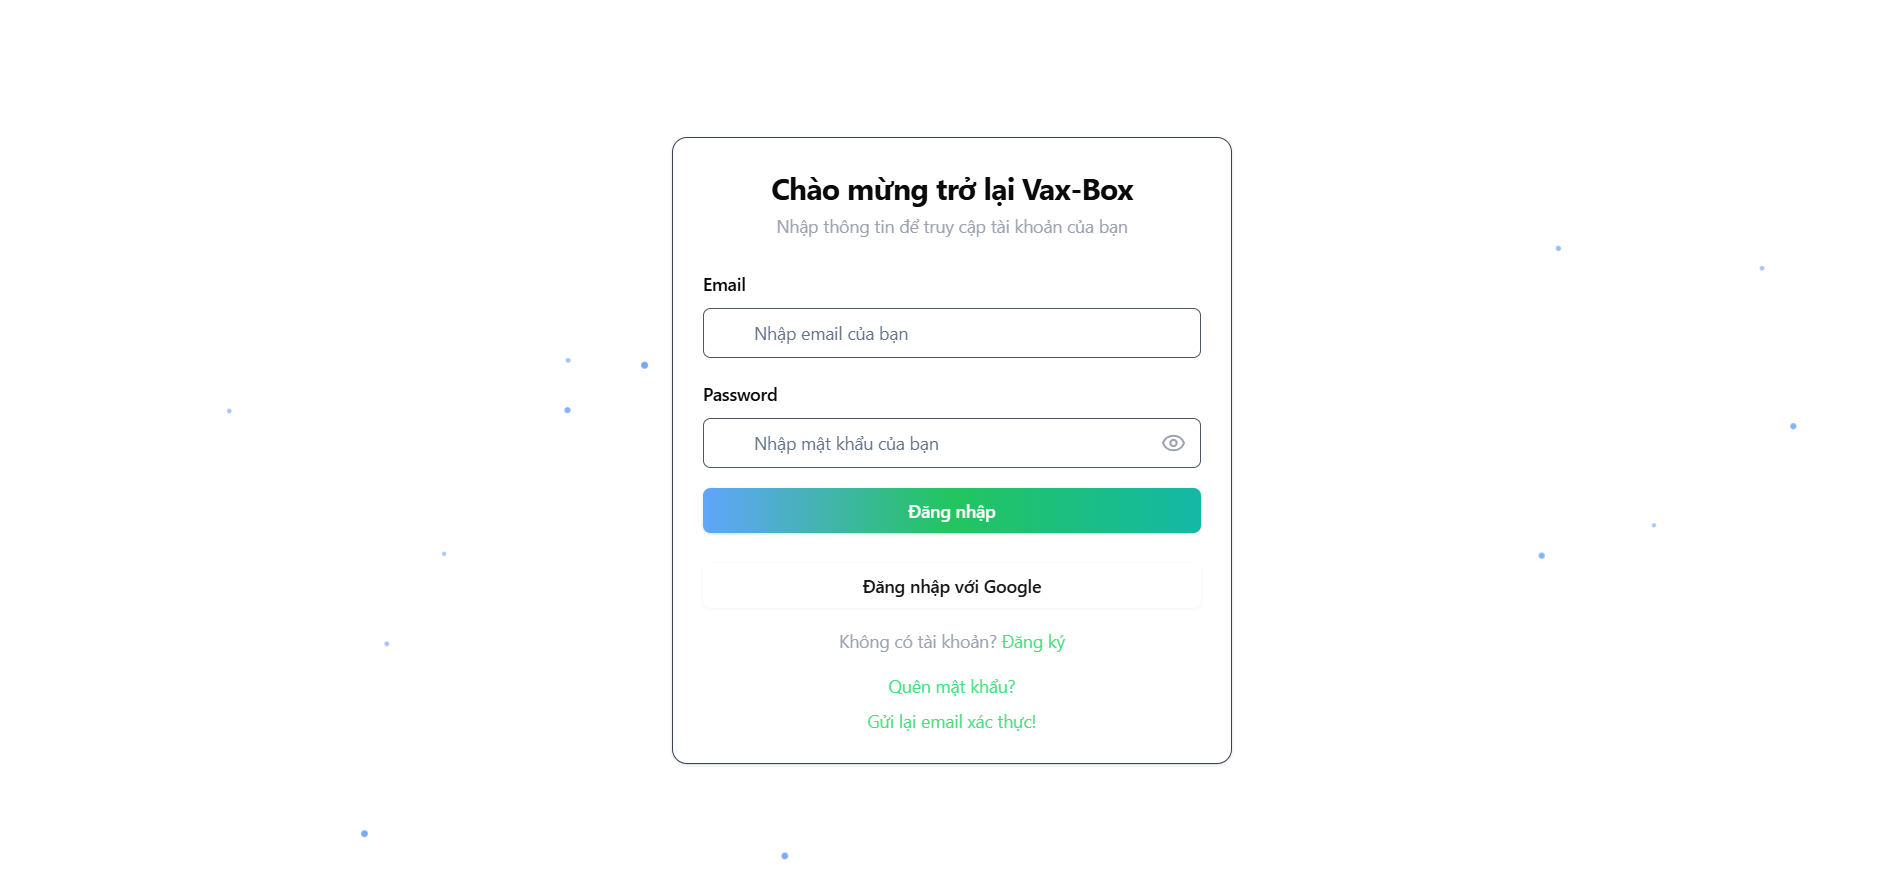 Chào mừng trở lại Vax-Box
Nhập thông tin để truy cập tài khoản của bạn
Email
Nhập email của bạn
Password
Nhập mật khẩu của bạn
Đăng nhập
Đăng nhập với Google
Không có tài khoản? Đăng ký
Quên mật khẩu?
Gửi lại email xác thực!